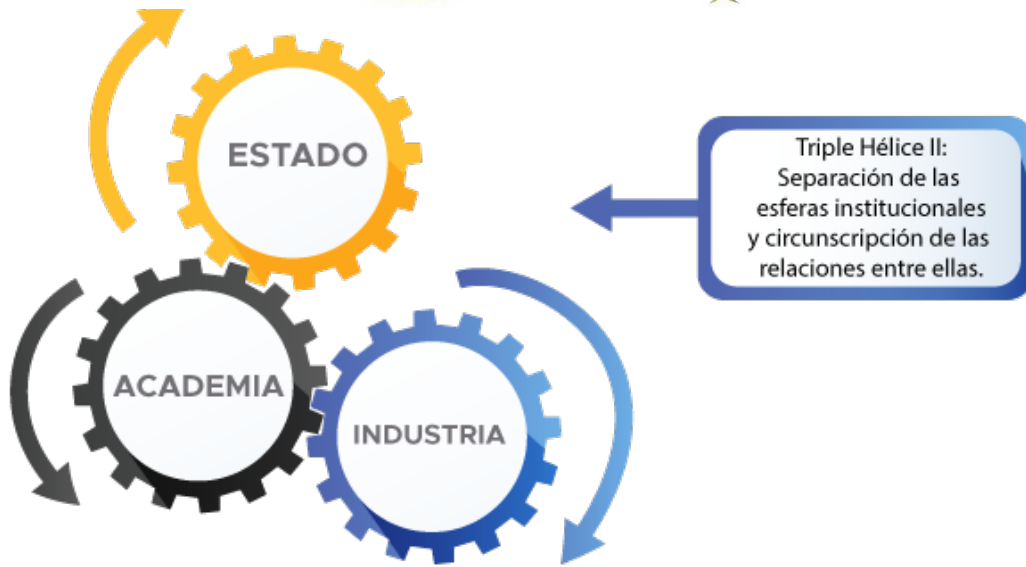 ESTADO
ACADEMIA
INDUSTRIA
Triple Hélice II:
Separación de las
esferas institucionales
y circunscripción de las
relaciones entre ellas.